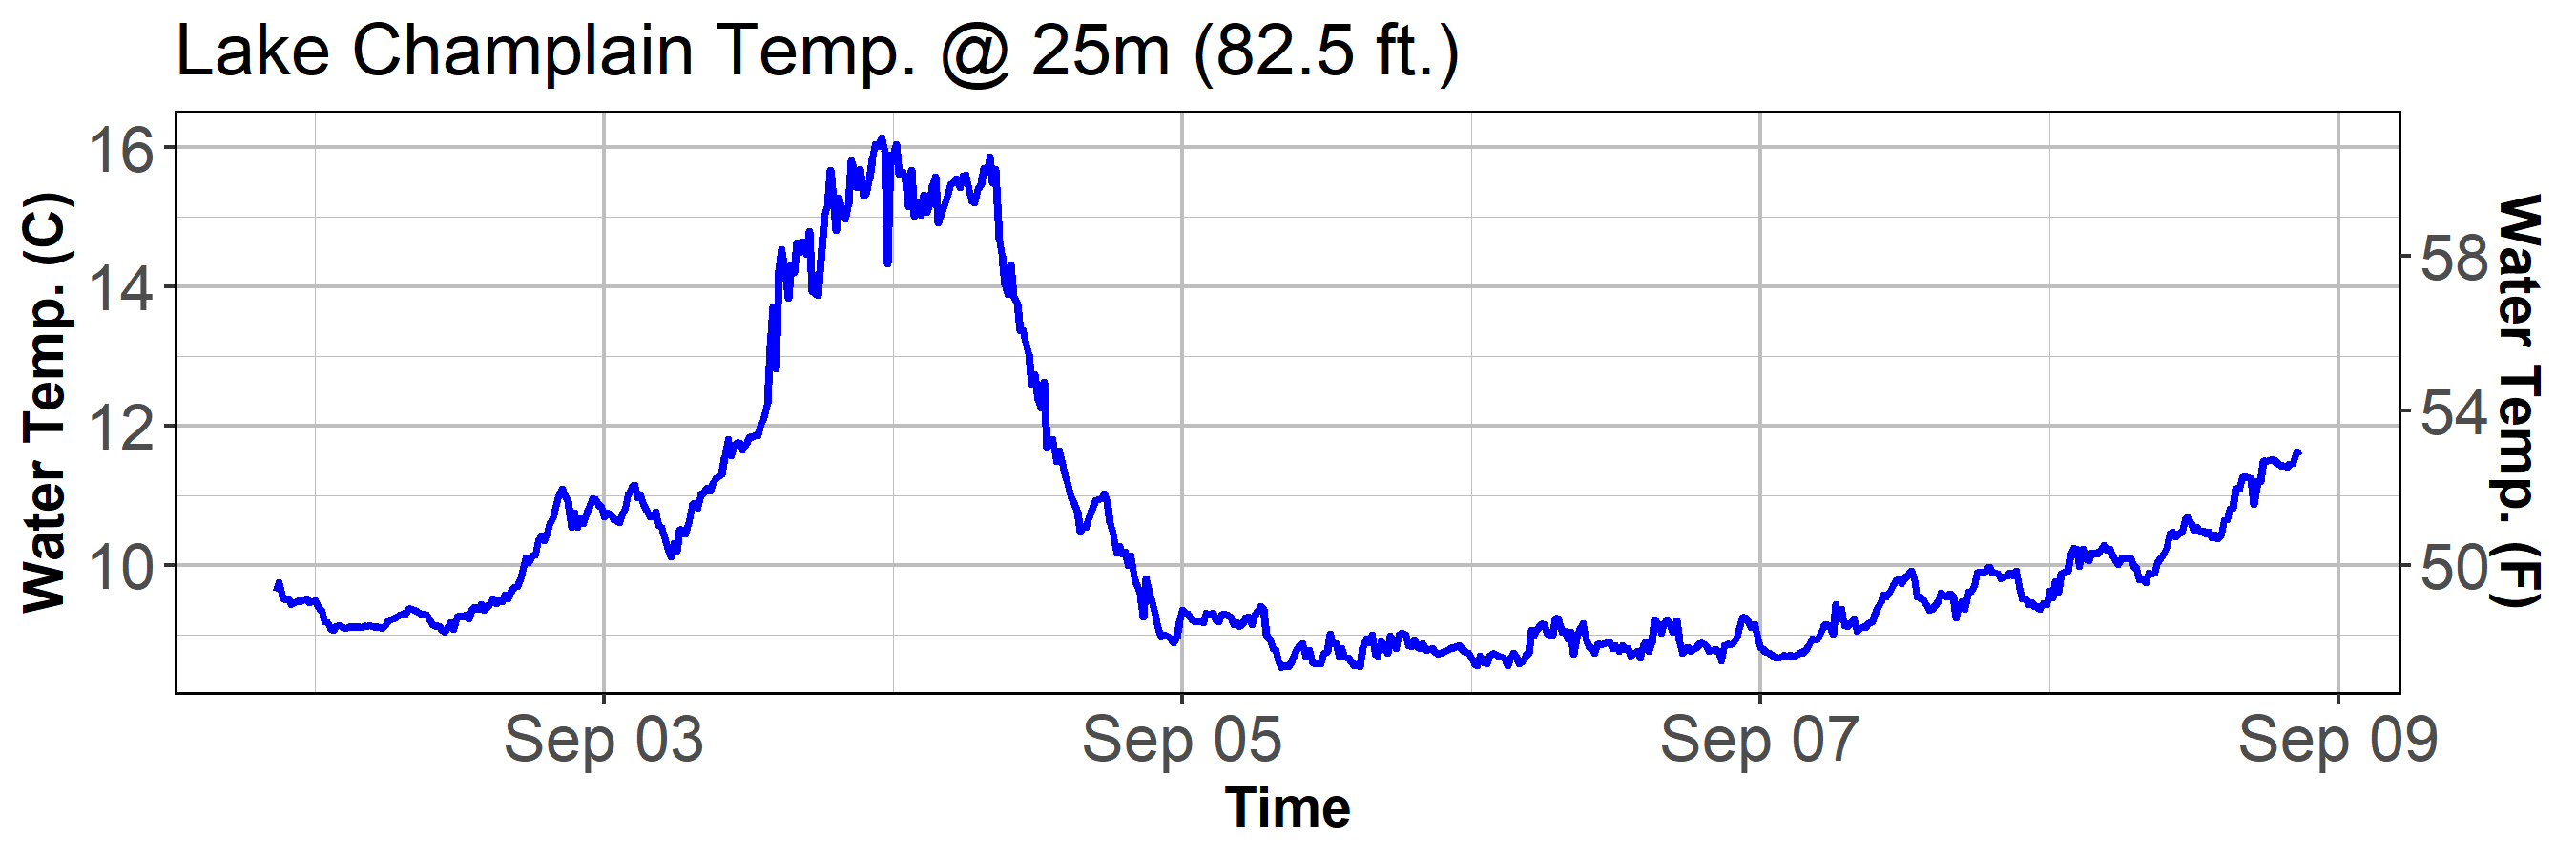 Lake Champlain Temp. @ 25m (82.5 ft.)
Water Temp. (C)
16
14
12
10
58
54
50
Water Temp. (F)
Sep 03
Sep 05
Sep 07
Sep 09
Time